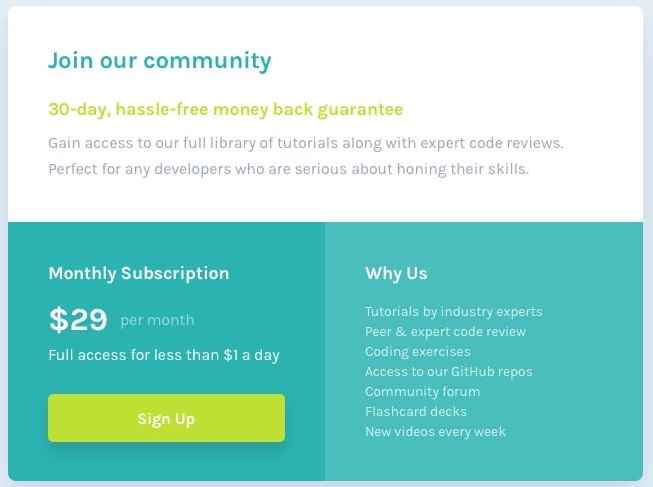 Join our community
30-day, hassle-free money back guarantee
Gain access to our full library of tutorials along with expert code reviews.
Perfect for any developers who are serious about honing their skills.
Monthly Subscription
$29 per month
Full access for less than $1 a day
Sign Up
Why Us
Tutorials by industry experts
Peer & expert code review
Coding exercises
Access to our GitHub repos
Community forum
Flashcard decks
New videos every week